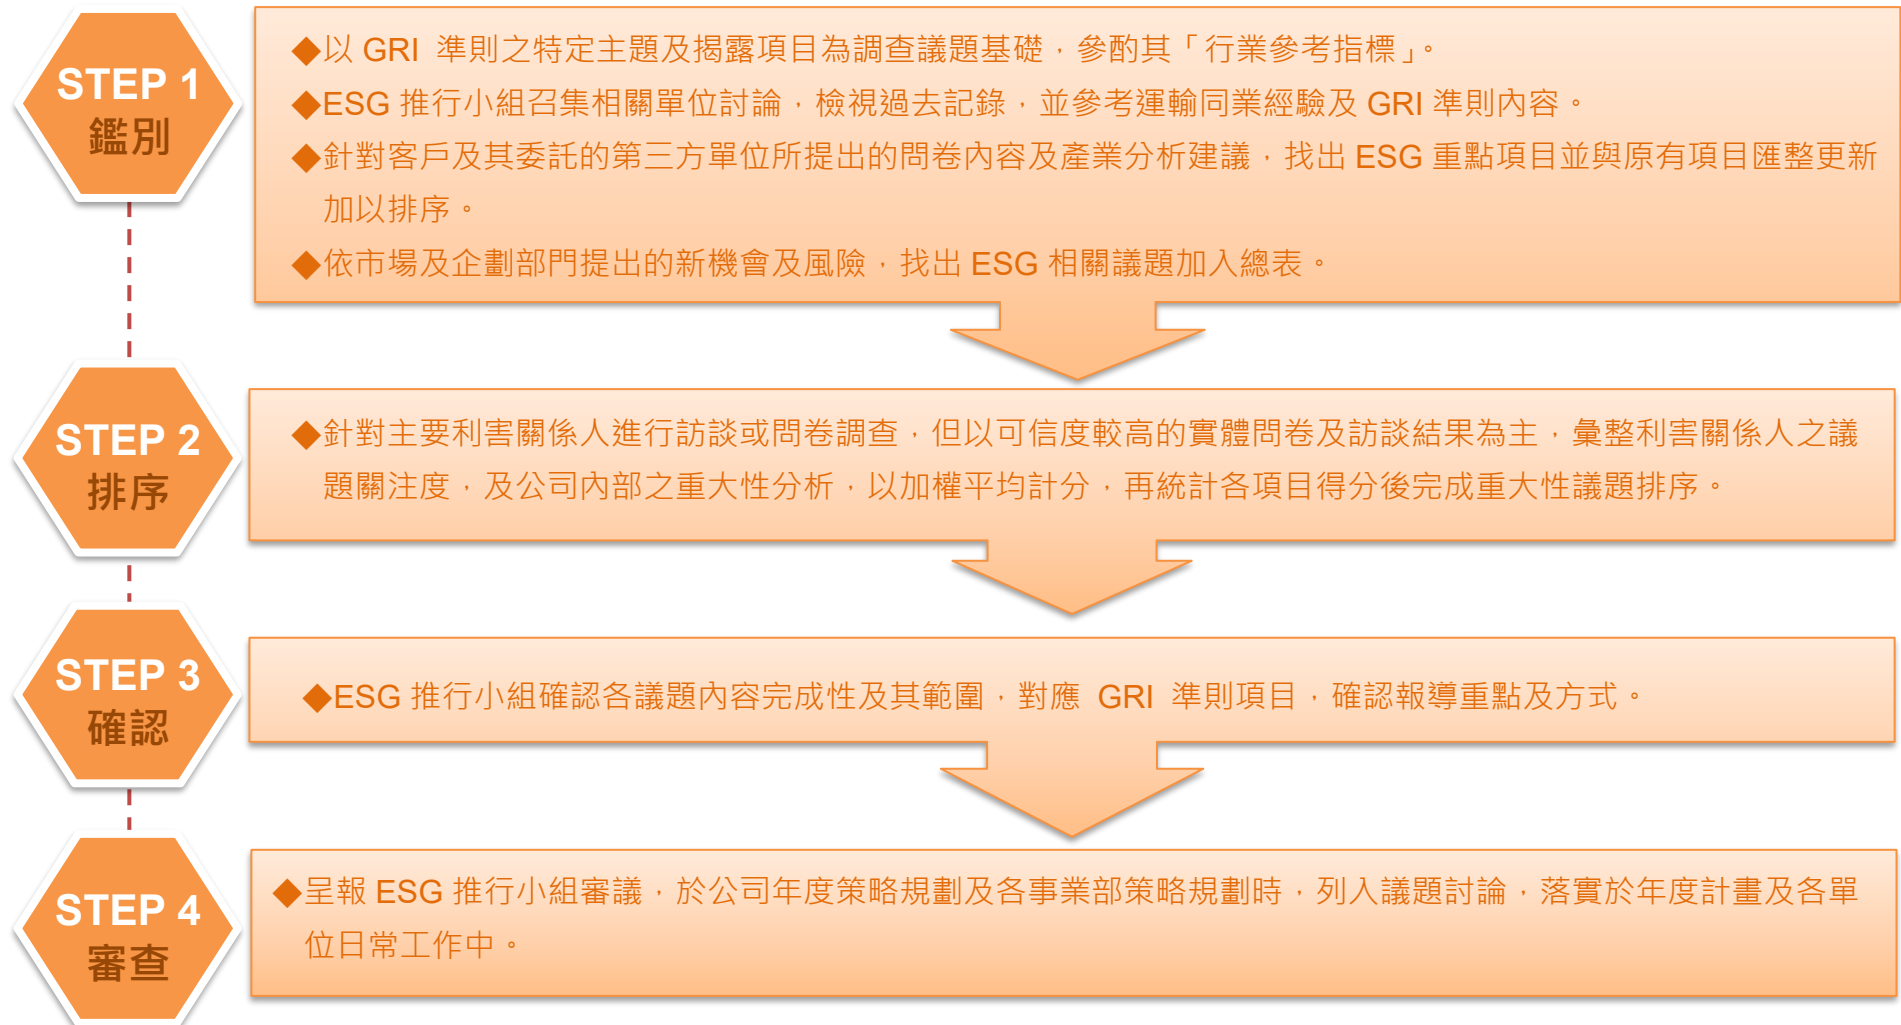 STEP 1
鑑別
◆以 GRI 準則之特定主題及揭露項目為調查議題基礎，參酌其「行業參考指標」。
◆ESG 推行小組召集相關單位討論，檢視過去記錄，並參考運輸同業經驗及 GRI 準則內容。
◆針對客戶及其委託的第三方單位所提出的問卷內容及產業分析建議，找出 ESG 重點項目並與原有項目匯整更新
加以排序。
◆依市場及企劃部門提出的新機會及風險，找出 ESG 相關議題加入總表。
STEP 2
排序
◆針對主要利害關係人進行訪談或問卷調查，但以可信度較高的實體問卷及訪談結果為主，彙整利害關係人之議
題關注度，及公司內部之重大性分析，以加權平均計分，再統計各項目得分後完成重大性議題排序。
STEP 3
確認
◆ESG 推行小組確認各議題內容完成性及其範圍，對應 GRI 準則項目，確認報導重點及方式。
STEP 4
審查
◆呈報 ESG 推行小組審議，於公司年度策略規劃及各事業部策略規劃時，列入議題討論，落實於年度計畫及各單
位日常工作中。